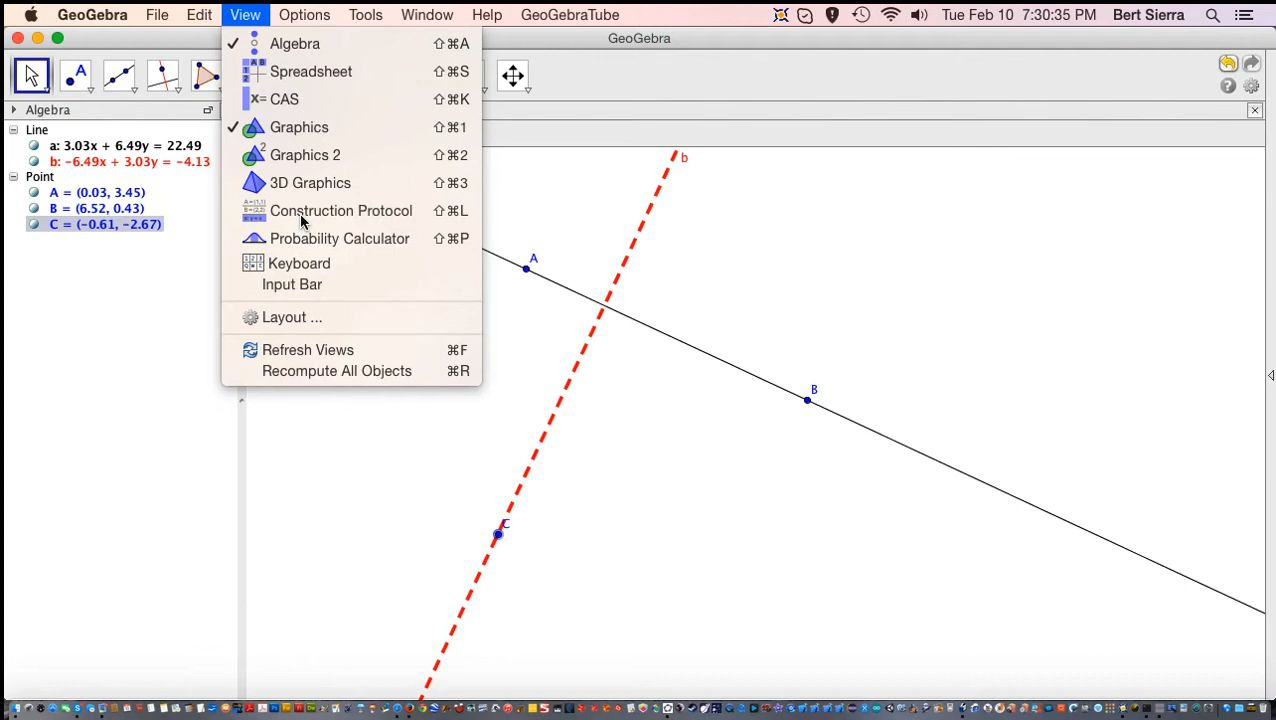 GeoGebra File Edit View Options Tools Window Help GeoGebraTube Tue Feb 10 7:30:35 PM Bert Sierra
GeoGebra
A
Algebra
Line
a: 3.03x + 6.49y = 22.49
b: -6.49x + 3.03y = -4.13
Point
A = (0.03, 3.45)
B = (6.52, 0.43)
C = (-0.61, -2.67)
✓ Algebra ⇧⌘A
Spreadsheet ⇧⌘S
x= CAS ⇧⌘K
✓ Graphics ⇧⌘1
2 Graphics 2 ⇧⌘2
3D Graphics ⇧⌘3
Construction Protocol ⇧⌘L
Probability Calculator ⇧⌘P
Keyboard
Input Bar
Layout ...
Refresh Views ⌘F
Recompute All Objects ⌘R
b
A
B
C